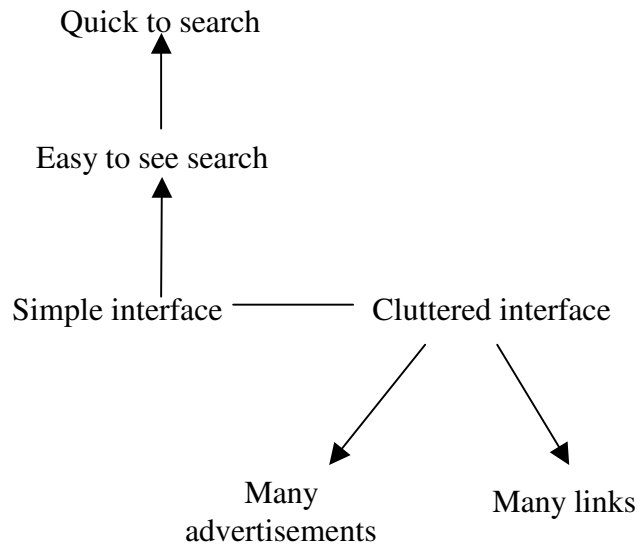 Quick to search
Easy to see search
Simple interface
Cluttered interface
Many
advertisements
Many links